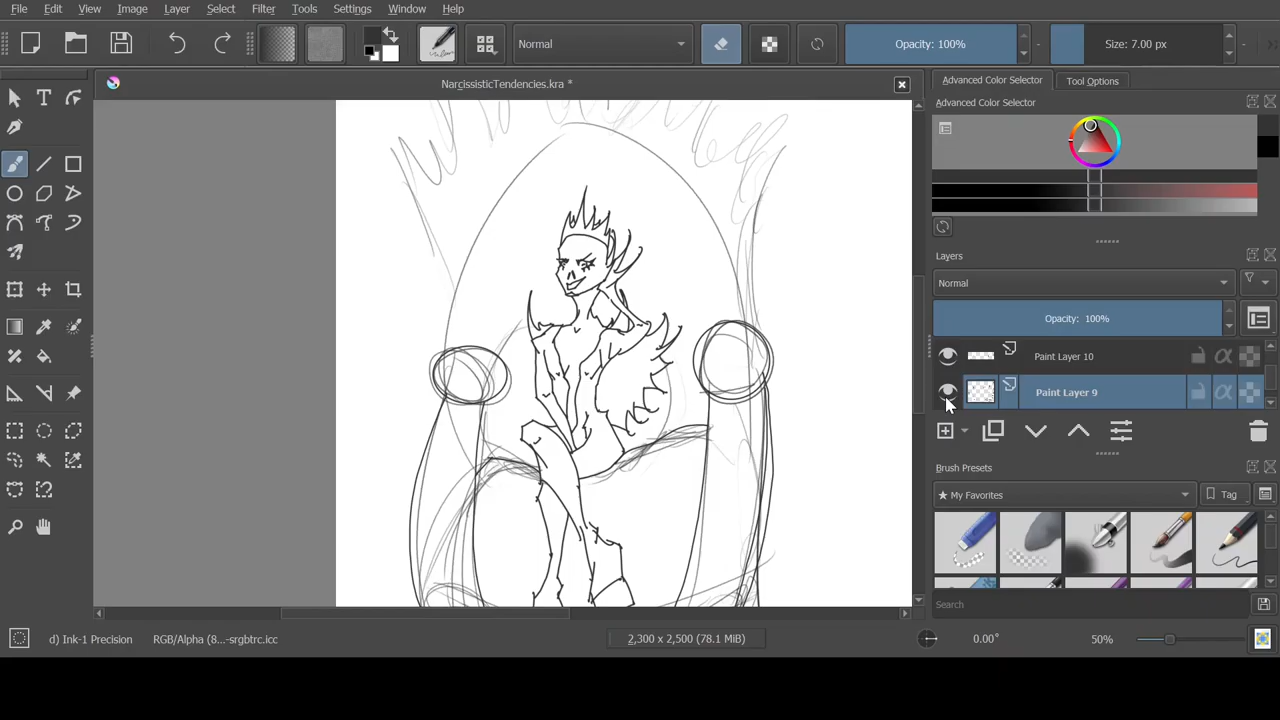 File Edit View Image Layer Select Filter Tools Settings Window Help
Normal
Opacity: 100%
Size: 7.00 px
NarcissisticTendencies.kra *
Advanced Color Selector
Tool Options
Advanced Color Selector
Layers
Normal
Opacity: 100%
Paint Layer 10
Paint Layer 9
Brush Presets
★ My Favorites
Tag
Search
d) Ink-1 Precision
RGB/Alpha (8...-srgbtrc.icc
2,300 x 2,500 (78.1 MiB)
0.00°
50%